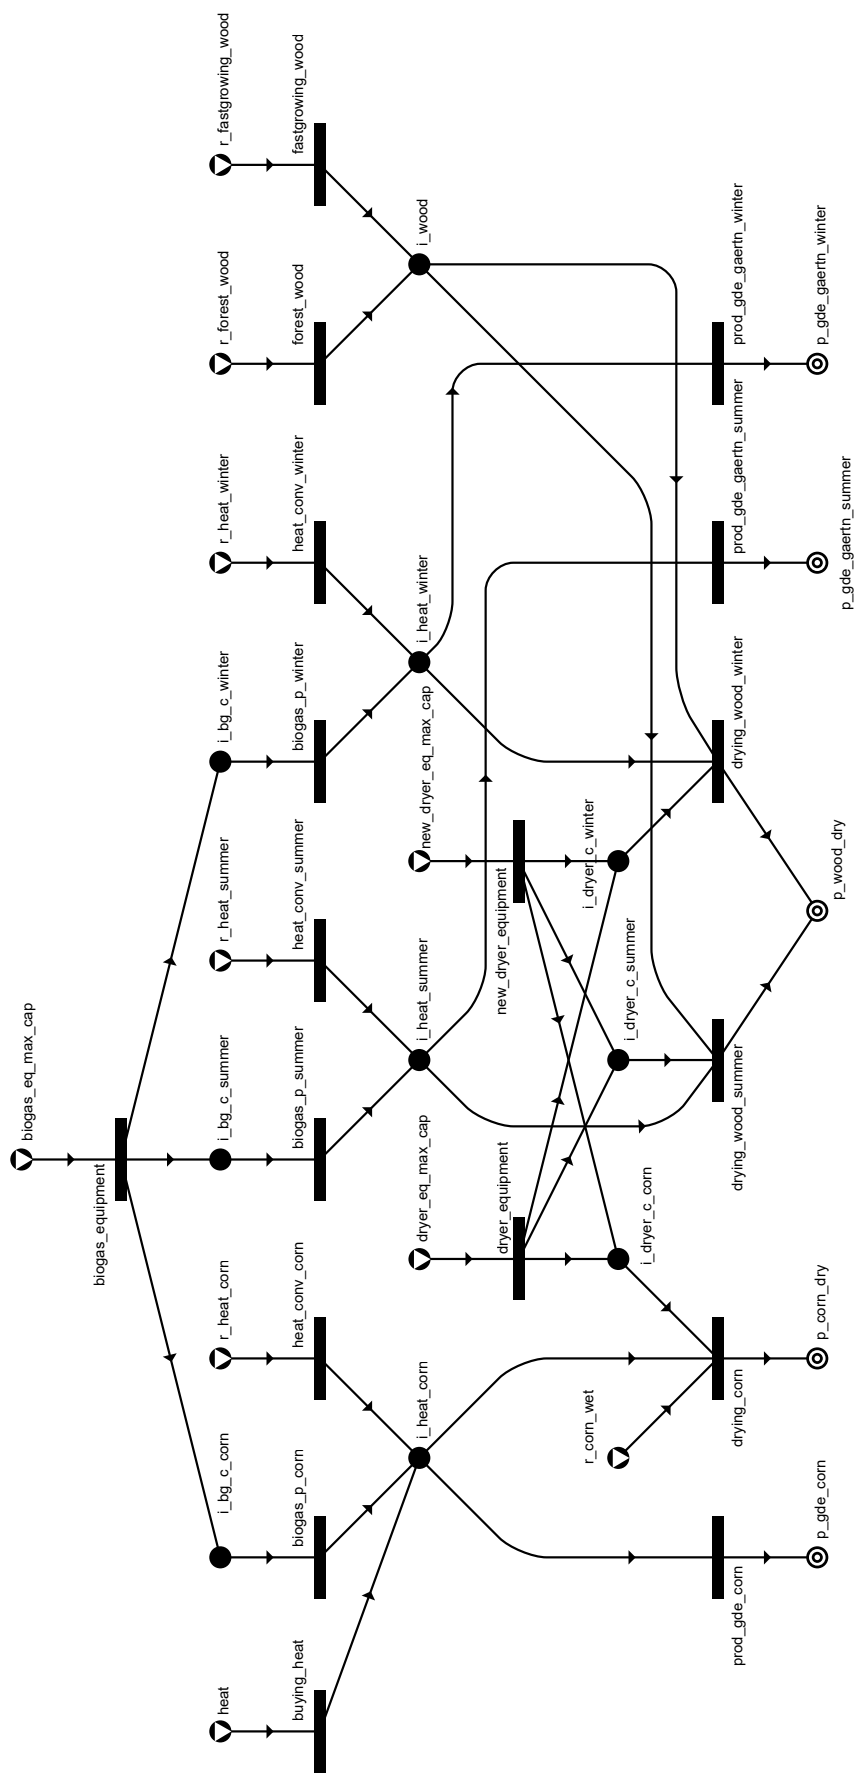 biogas_eq_max_cap
biogas_equipment
heat
i_bg_c_corn
r_heat_corn
i_bg_c_summer
r_heat_summer
i_bg_c_winter
r_heat_winter
r_forest_wood
r_fastgrowing_wood
buying_heat
biogas_p_corn
heat_conv_corn
biogas_p_summer
heat_conv_summer
biogas_p_winter
heat_conv_winter
forest_wood
fastgrowing_wood
i_heat_corn
dryer_eq_max_cap
i_heat_summer
new_dryer_eq_max_cap
i_heat_winter
i_wood
dryer_equipment
new_dryer_equipment
r_corn_wet
i_dryer_c_corn
i_dryer_c_summer
i_dryer_c_winter
prod_gde_corn
drying_corn
drying_wood_summer
drying_wood_winter
prod_gde_gaertn_summer
prod_gde_gaertn_winter
p_gde_corn
p_corn_dry
p_wood_dry
p_gde_gaertn_summer
p_gde_gaertn_winter